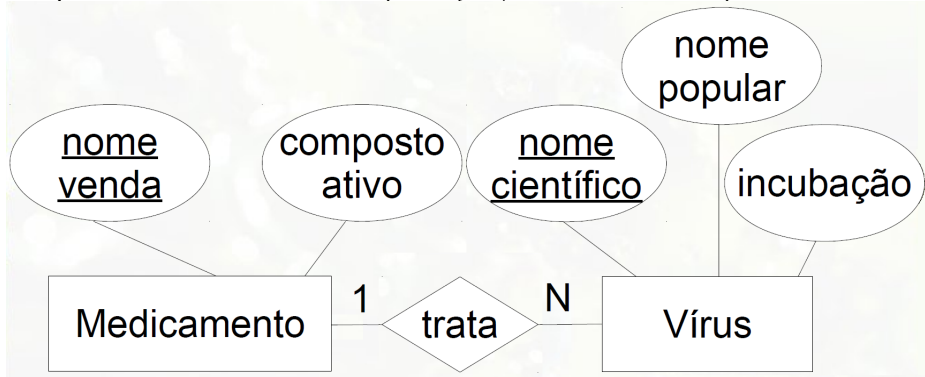 nome
popular
nome
venda
composto
ativo
nome
científico
incubação
1
N
Medicamento
trata
Vírus